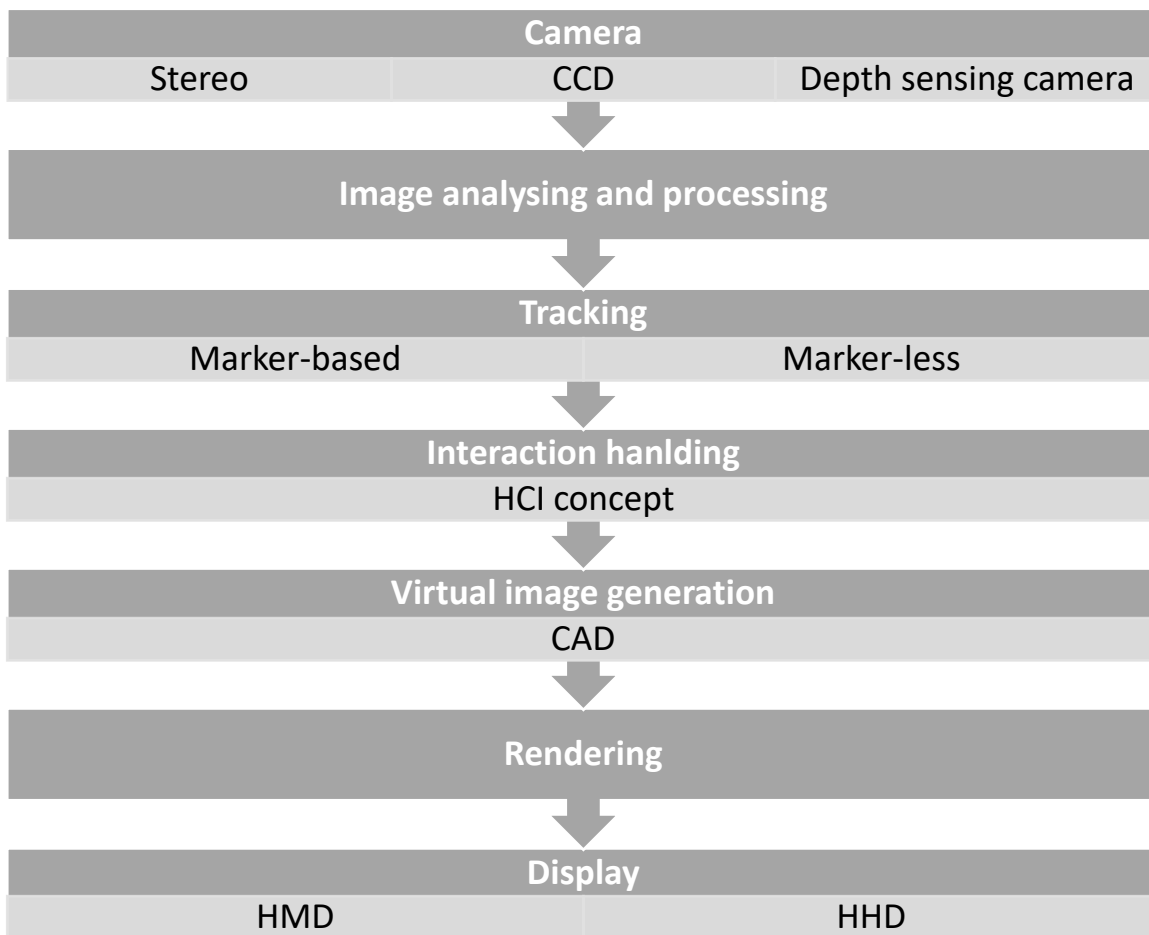 Camera
Stereo CCD Depth sensing camera
Image analysing and processing
Tracking
Marker-based Marker-less
Interaction hanlding
HCI concept
Virtual image generation
CAD
Rendering
Display
HMD HHD